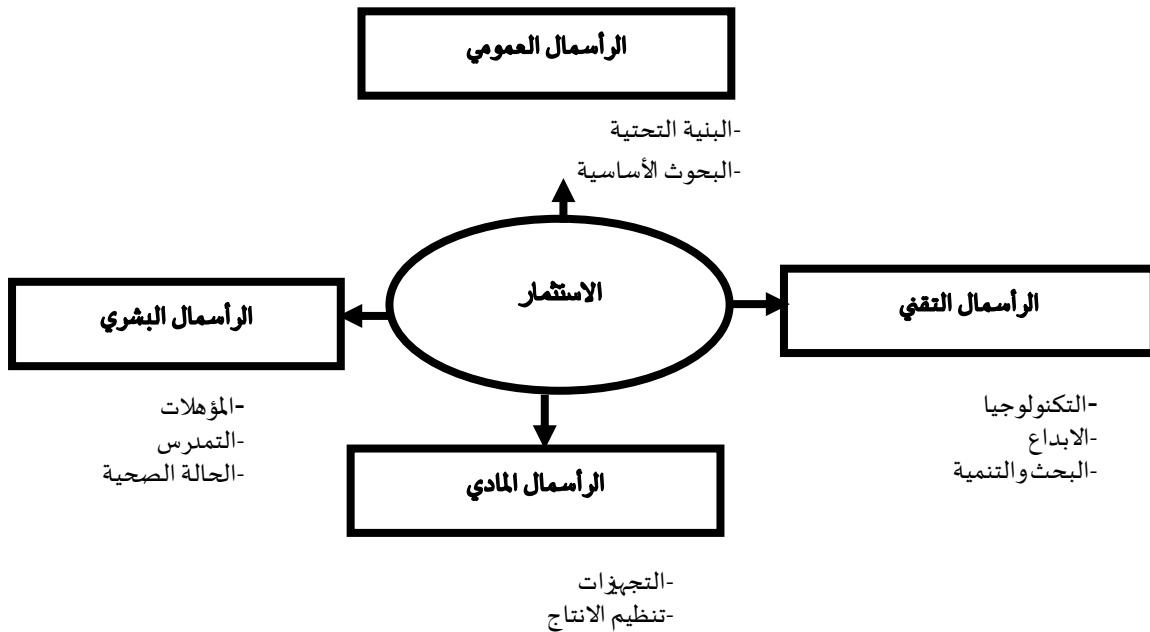 الرأسمال العمومي
-البنية التحتية
-البحوث الأساسية
الاستثمار
الرأسمال التقني
-التكنولوجيا
-الابداع
-البحث والتنمية
الرأسمال البشري
-المؤهلات
-التمدرس
-الحالة الصحية
الرأسمال المادي
-التجهيزات
-تنظيم الانتاج